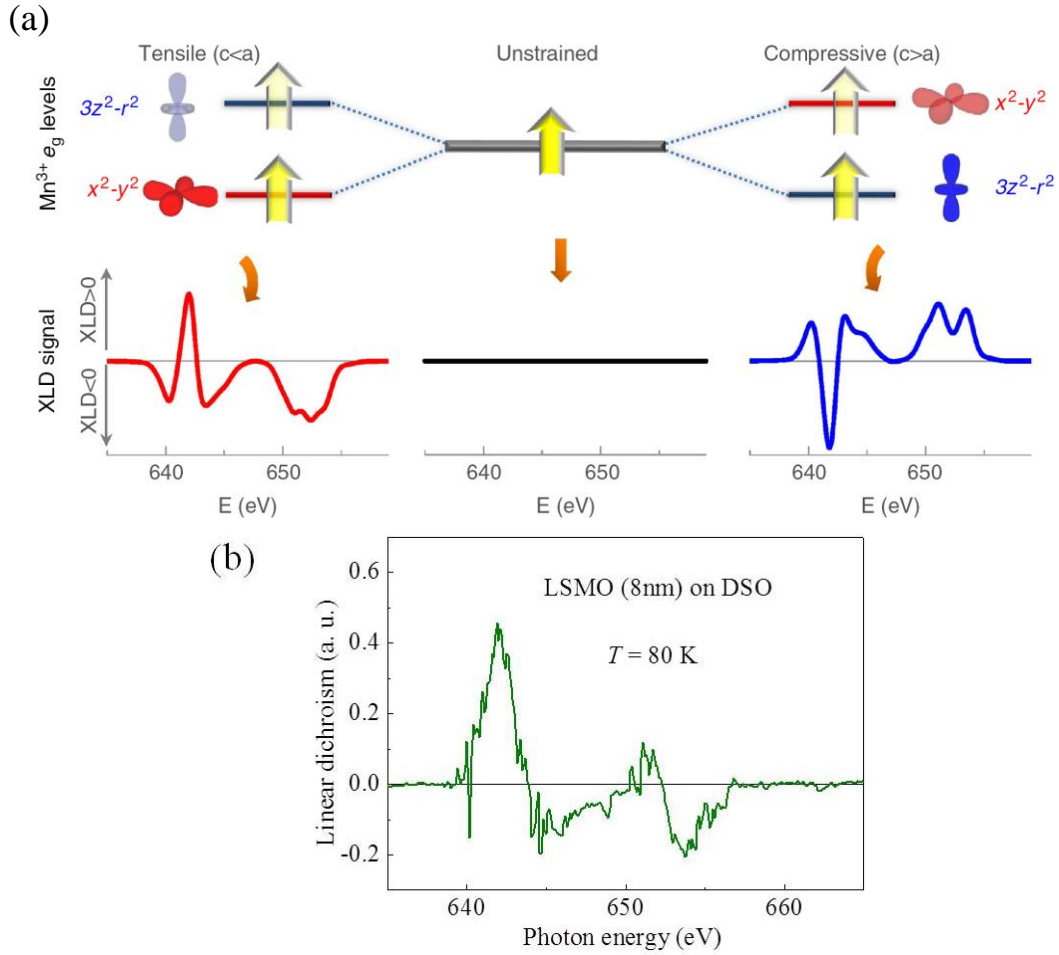 (a)
Tensile (c<a)
Unstrained
Compressive (c>a)
Mn3+ eg levels
3z2-r2
x2-y2
x2-y2
3z2-r2
XLD signal
XLD<0 XLD>0
640 650
640 650
640 650
E (eV)
E (eV)
E (eV)
(b)
Linear dichroism (a. u.)
0.6
0.4
0.2
0.0
-0.2
LSMO (8nm) on DSO
T = 80 K
640 650 660
Photon energy (eV)